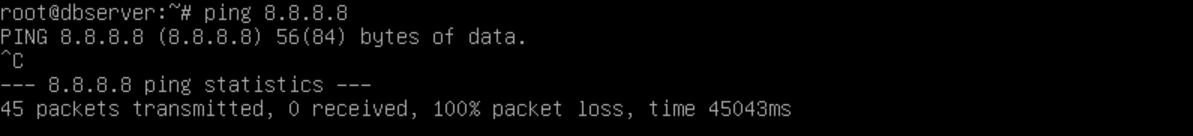 root@dbserver:~# ping 8.8.8.8
PING 8.8.8.8 (8.8.8.8) 56(84) bytes of data.
^C
--- 8.8.8.8 ping statistics ---
45 packets transmitted, 0 received, 100% packet loss, time 45043ms